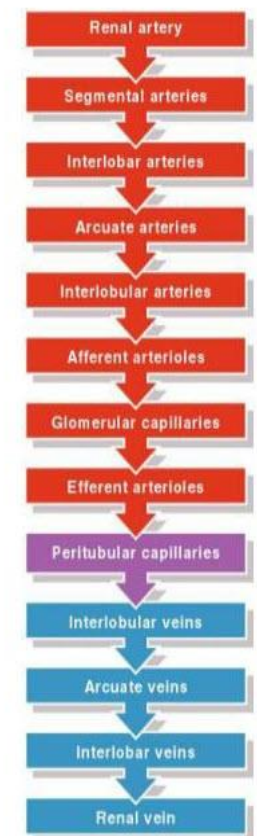 Renal artery
Segmental arteries
Interlobar arteries
Arcuate arteries
Interlobular arteries
Afferent arterioles
Glomerular capillaries
Efferent arterioles
Peritubular capillaries
Interlobular veins
Arcuate veins
Interlobar veins
Renal vein